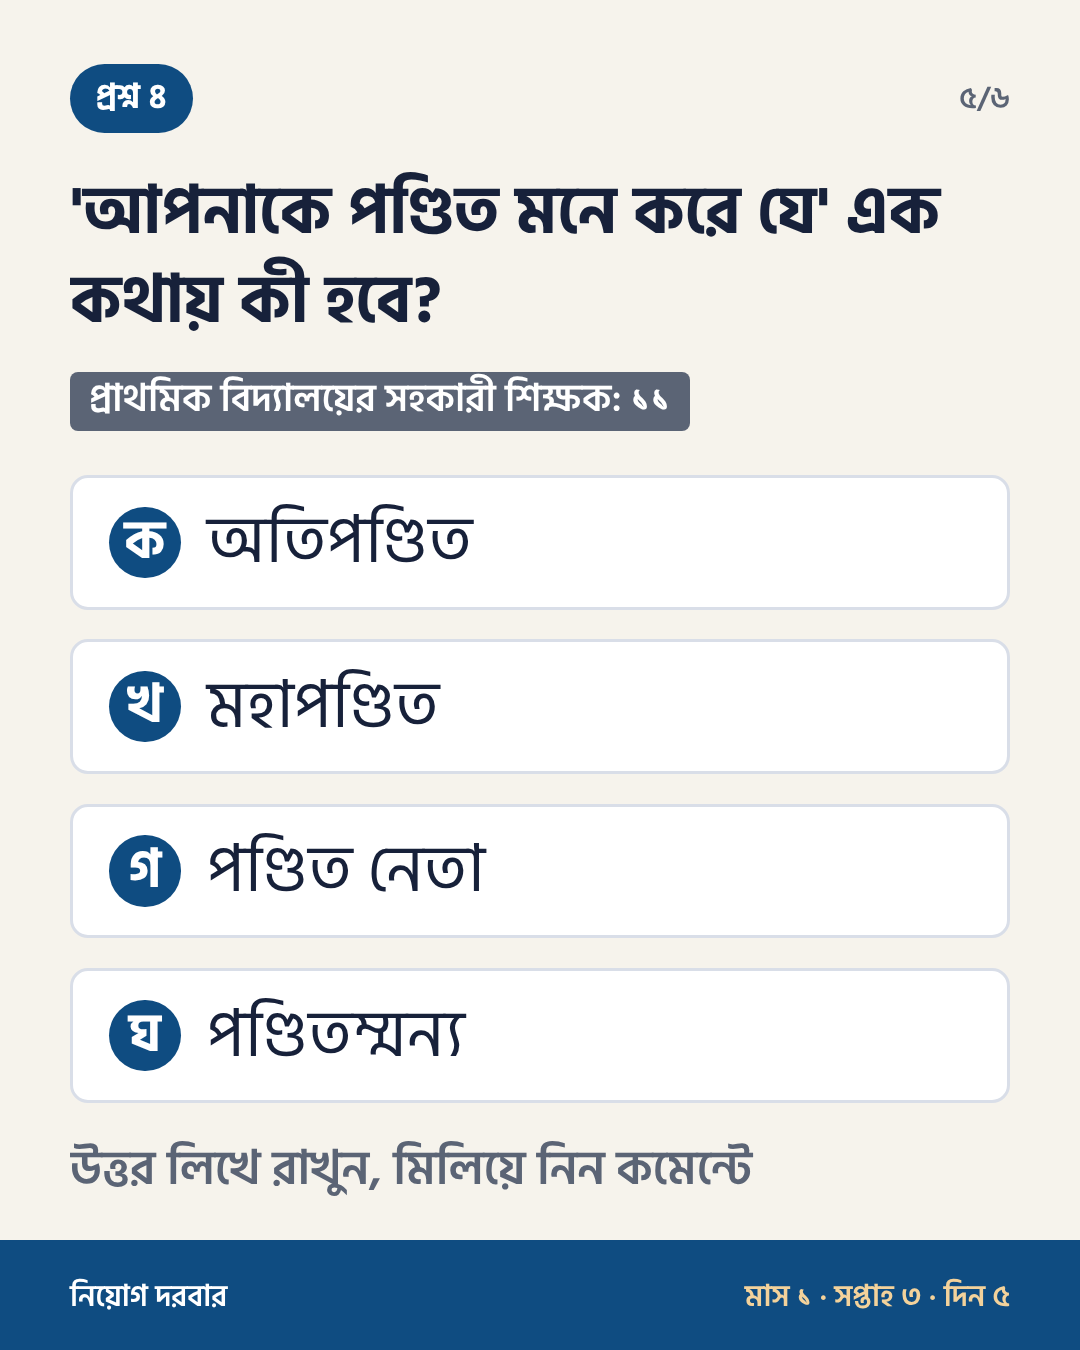 প্রশ্ন ৪
৫/৬
'আপনাকে পণ্ডিত মনে করে যে' এক
কথায় কী হবে?
প্রাথমিক বিদ্যালয়ের সহকারী শিক্ষক: ১১
ক অতিপণ্ডিত
খ মহাপণ্ডিত
গ পণ্ডিত নেতা
ঘ পণ্ডিতম্মন্য
উত্তর লিখে রাখুন, মিলিয়ে নিন কমেন্টে
নিয়োগ দরবার
মাস ১ · সপ্তাহ ৩ · দিন ৫